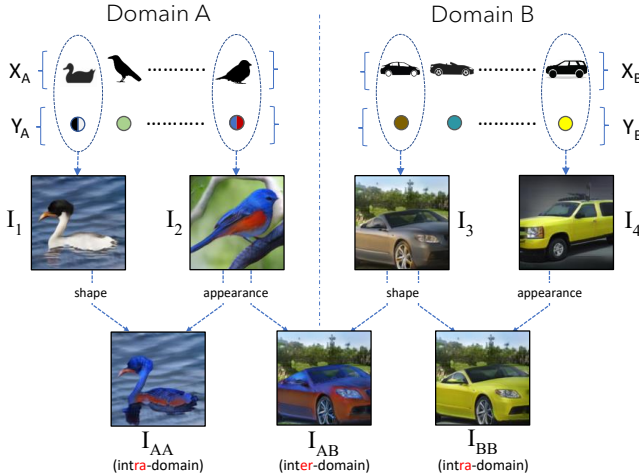 Domain A
Domain B
X_A
X_B
Y_A
Y_B
I_1
I_2
I_3
I_4
shape
appearance
shape
appearance
I_AA
I_AB
I_BB
(intra-domain)
(inter-domain)
(intra-domain)